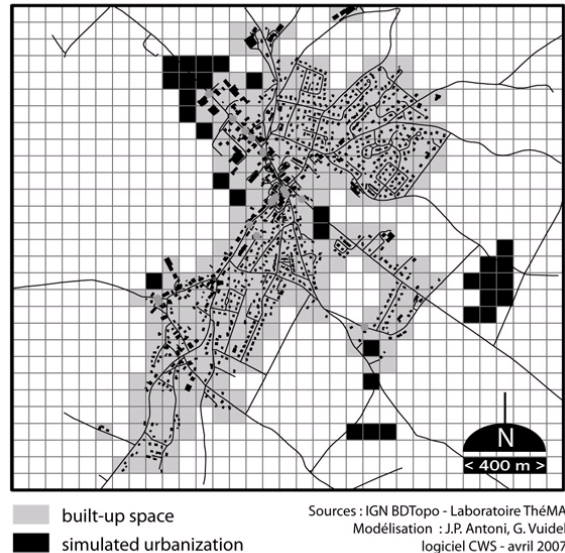 N
< 400 m >
built-up space
simulated urbanization
Sources : IGN BDTopo - Laboratoire ThéMA
Modélisation : J.P. Antoni, G. Vuidel
logiciel CWS - avril 2007